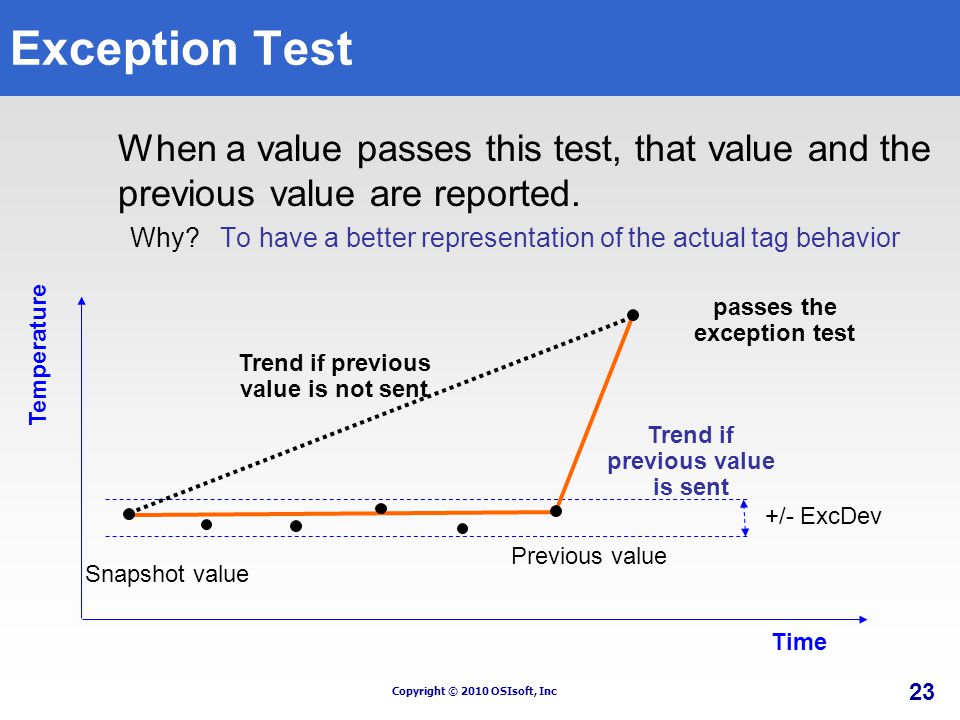 Exception Test
When a value passes this test, that value and the
previous value are reported.
Why? To have a better representation of the actual tag behavior
Temperature
passes the
exception test
Trend if previous
value is not sent
Trend if
previous value
is sent
+/- ExcDev
Previous value
Snapshot value
Time
Copyright © 2010 OSIsoft, Inc
23